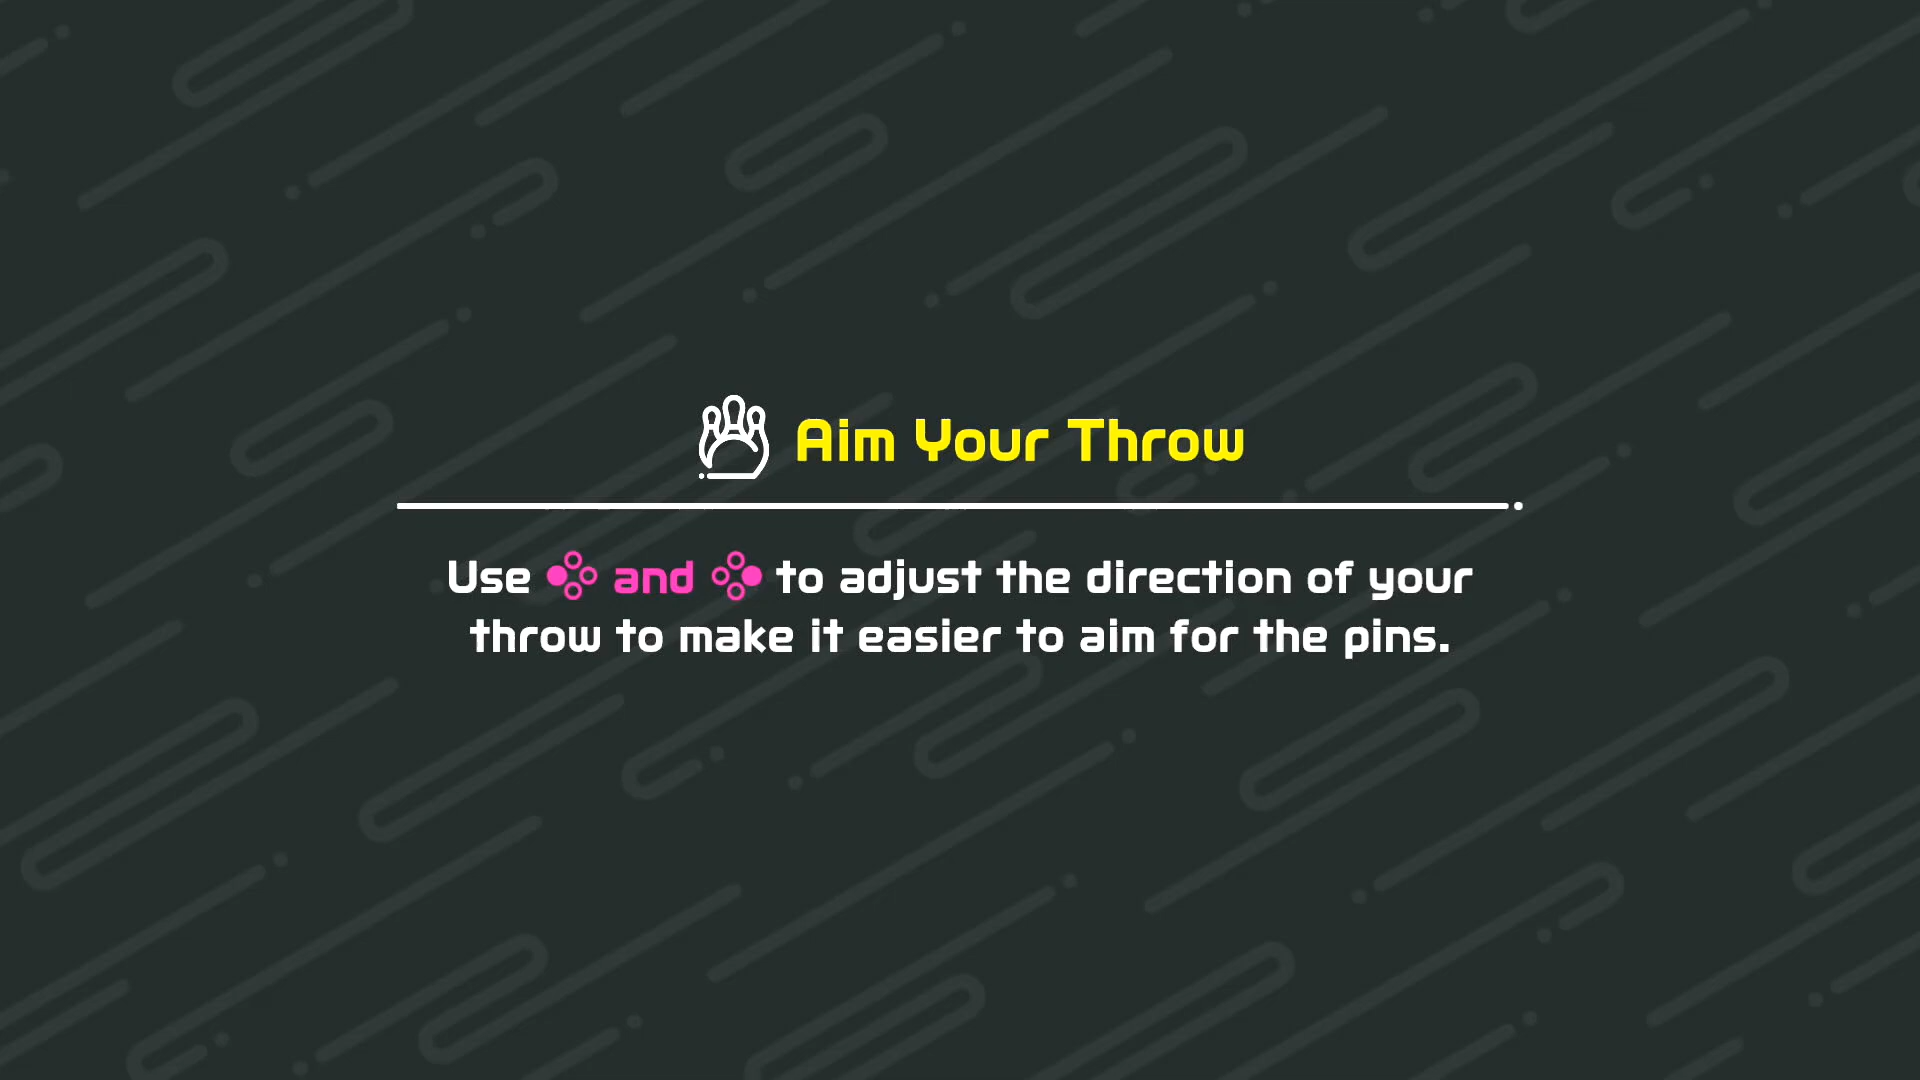 Aim Your Throw
Use and to adjust the direction of your
throw to make it easier to aim for the pins.